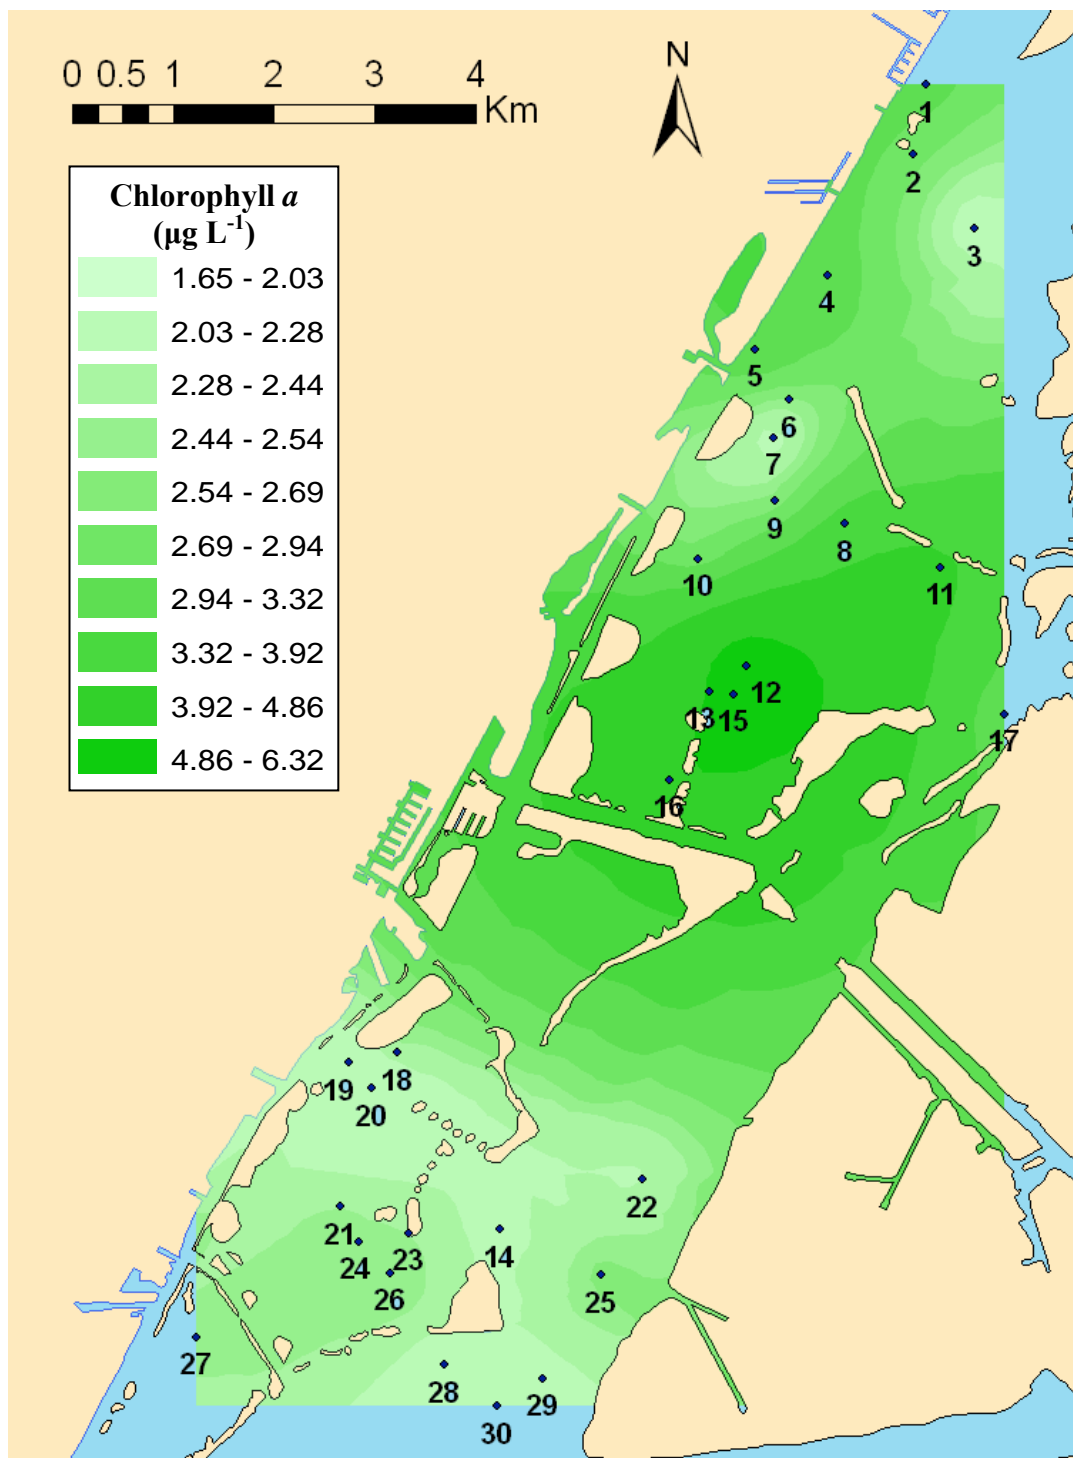 N
0 0.5 1 2 3 4
Km
Chlorophyll a
(µg L-1)
1.65 - 2.03
2.03 - 2.28
2.28 - 2.44
2.44 - 2.54
2.54 - 2.69
2.69 - 2.94
2.94 - 3.32
3.32 - 3.92
3.92 - 4.86
4.86 - 6.32
1
2
3
4
5
6
7
9
8
10
11
12
13 15
17
16
18
19
20
22
21
14
23
24
25
26
27
28
29
30